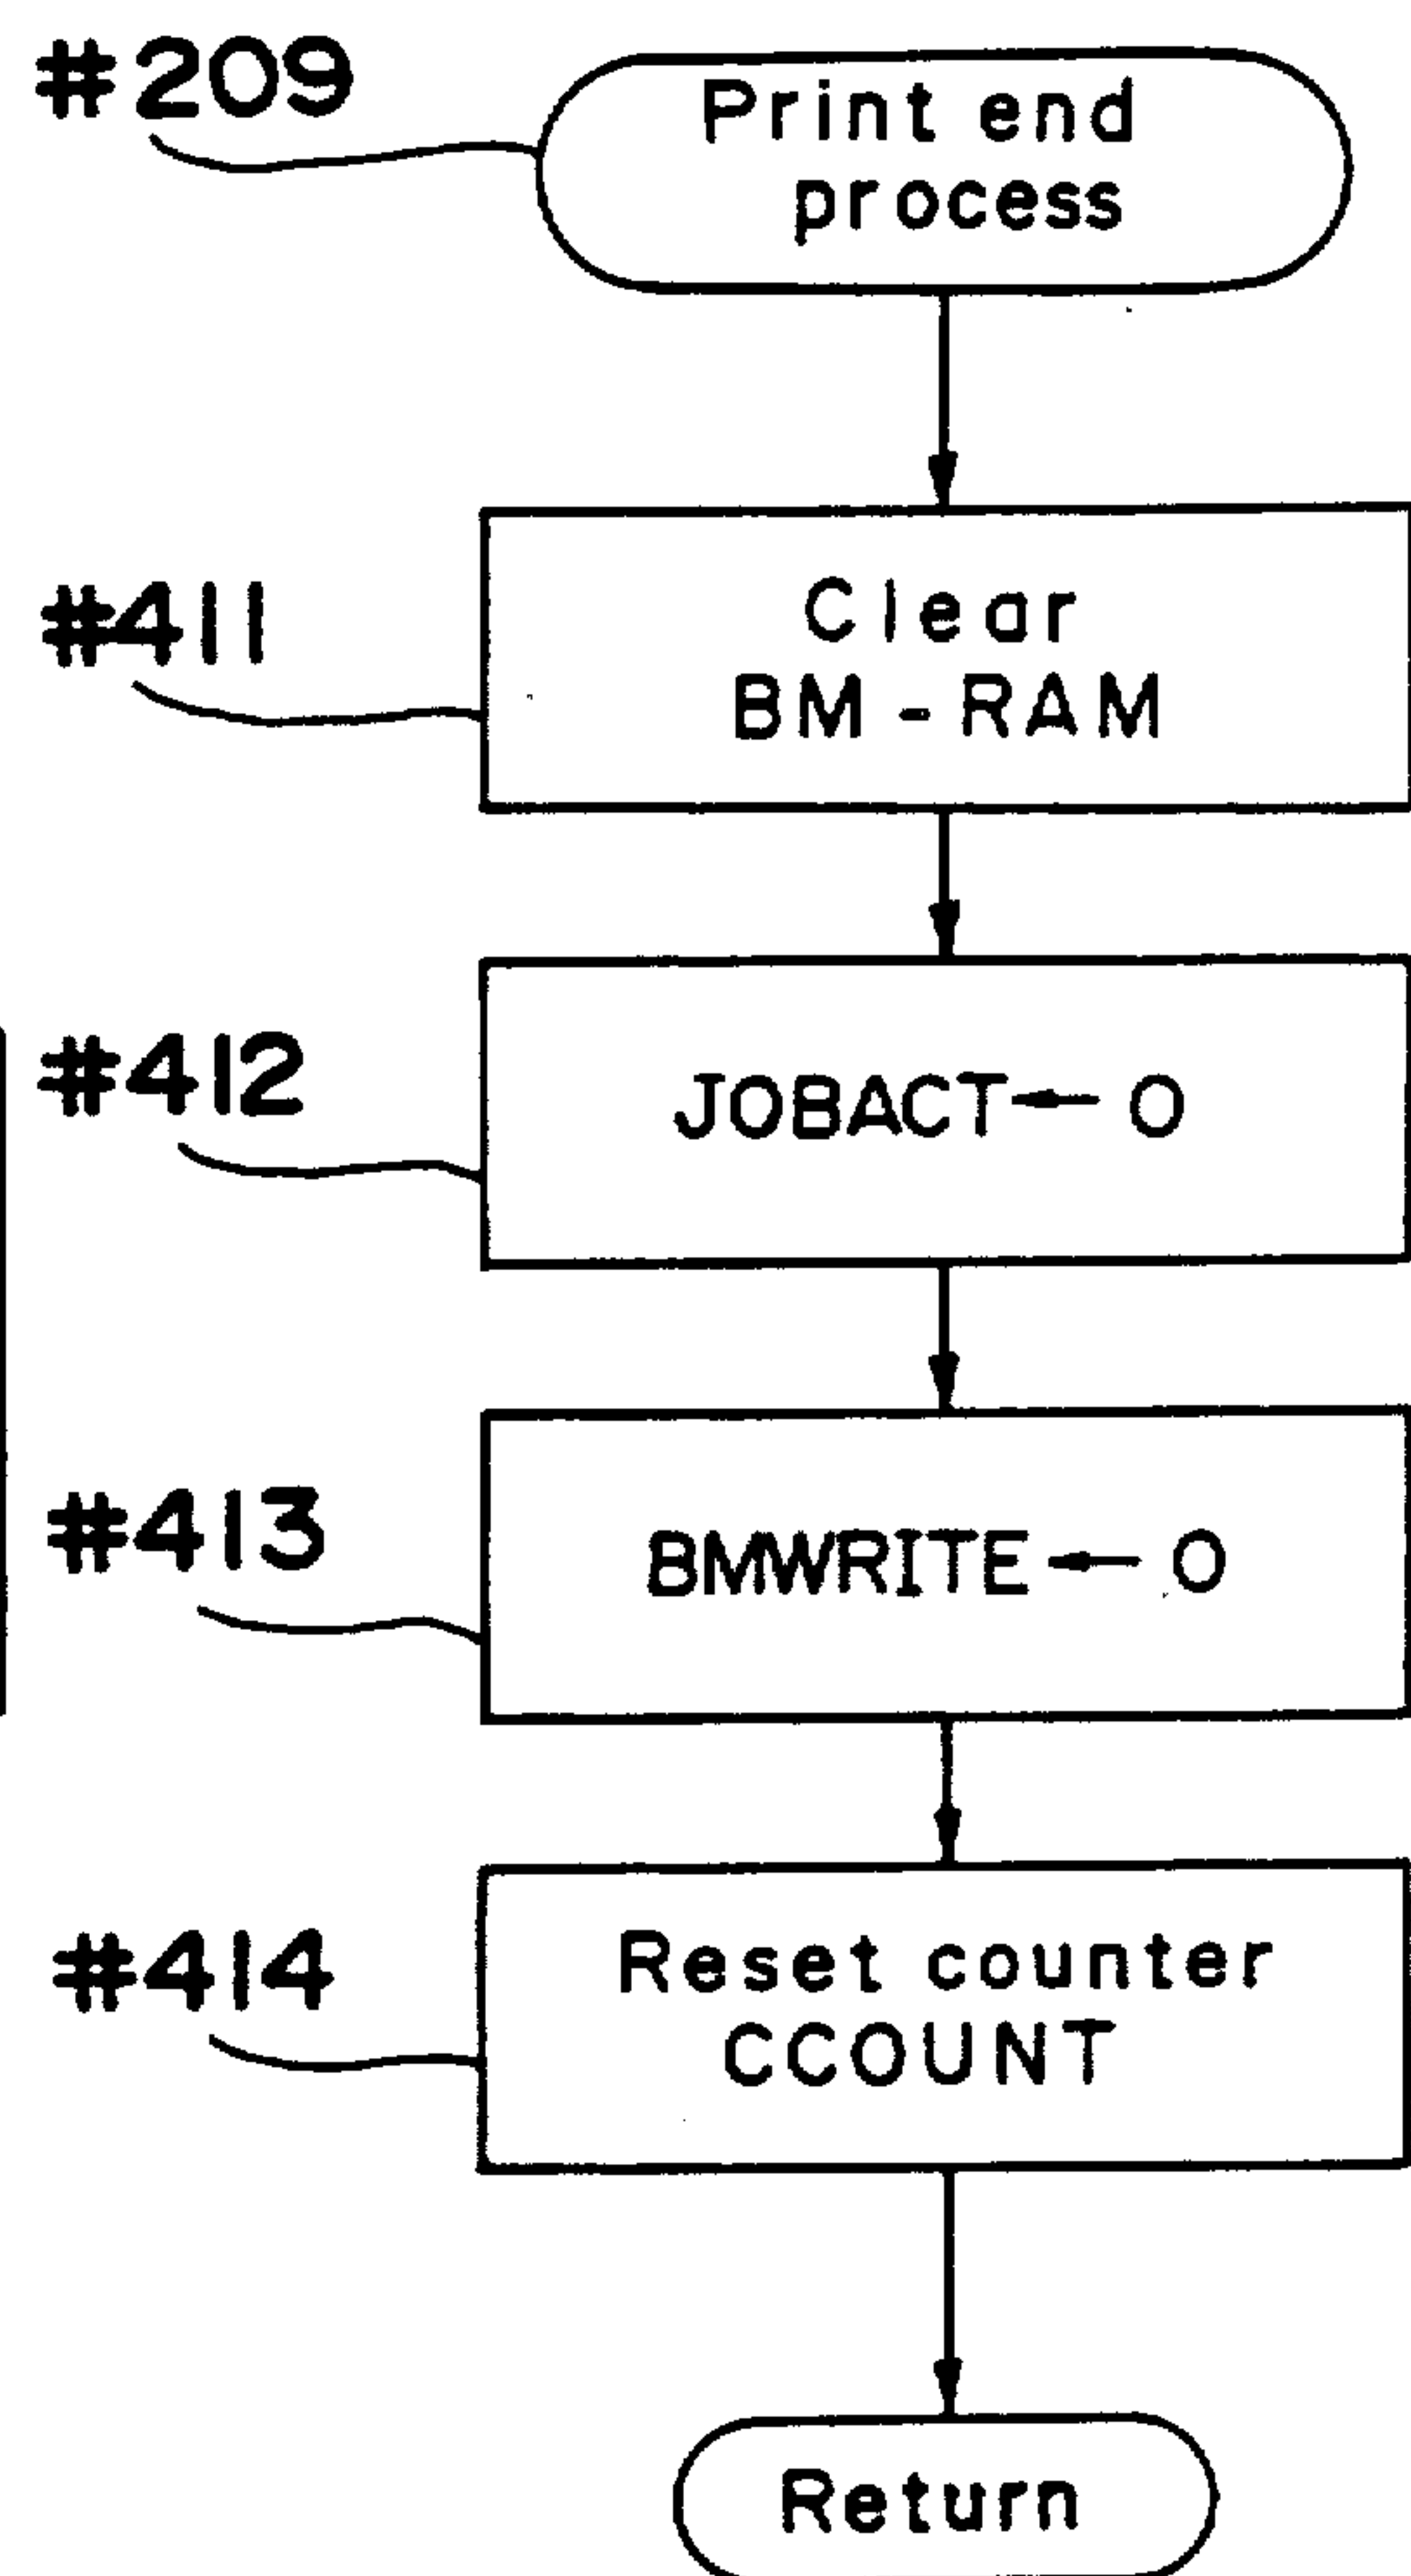 #209
Print end
process
#411
Clear
BM-RAM
#412
JOBACT← 0
#413
BMWRITE← 0
#414
Reset counter
CCOUNT
Return